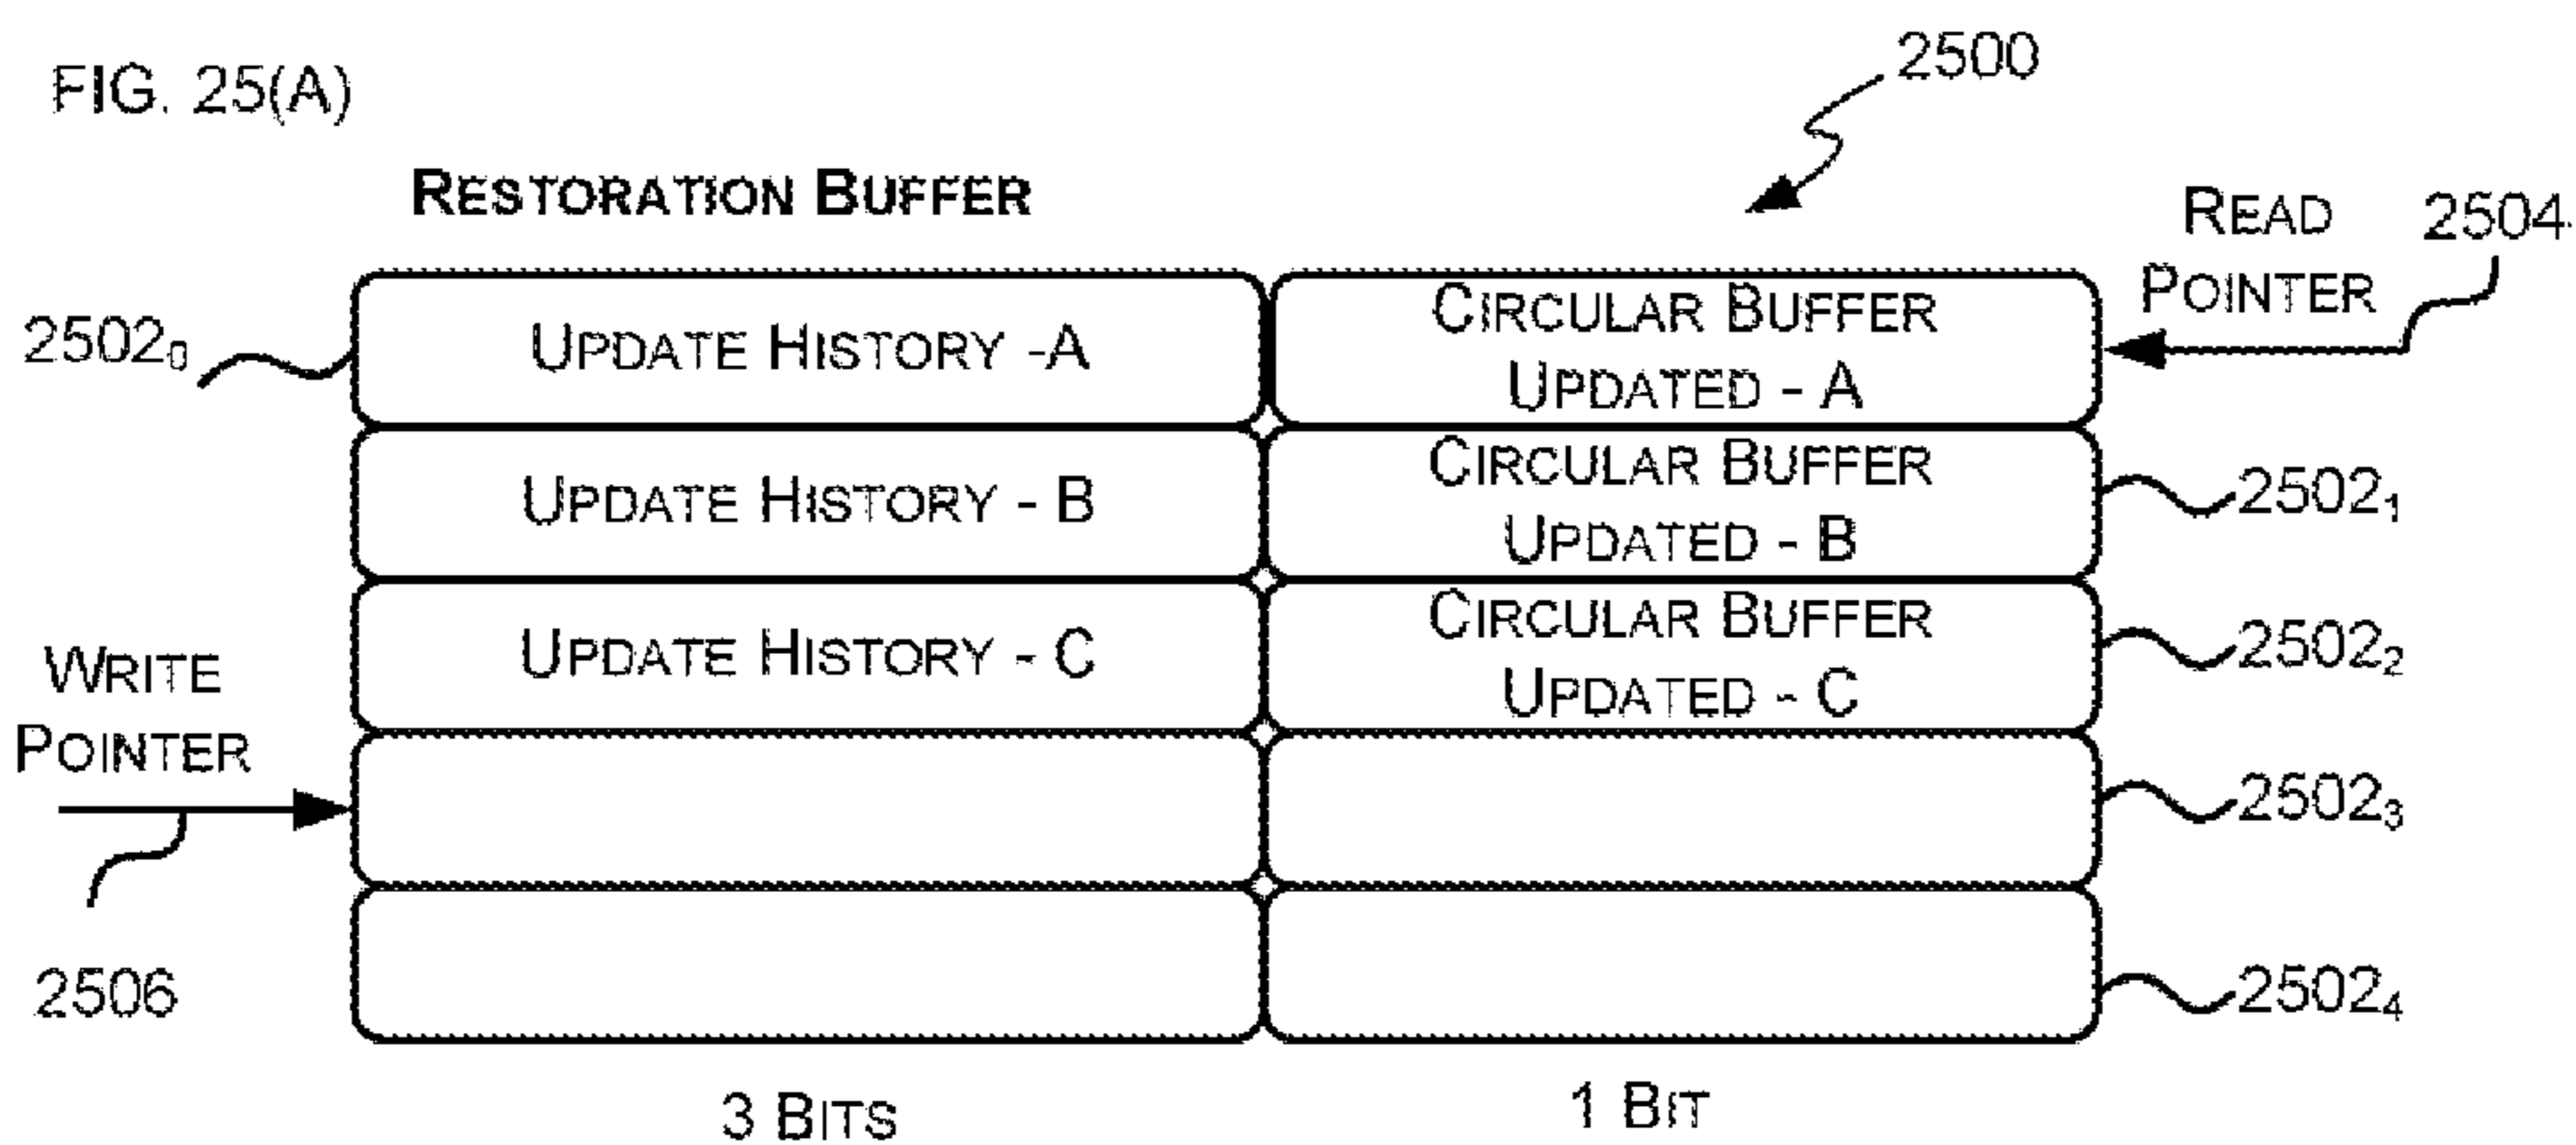 FIG. 25(A)
2500
RESTORATION BUFFER
READ
POINTER
2504
2502₀
UPDATE HISTORY -A
CIRCULAR BUFFER
UPDATED - A
UPDATE HISTORY - B
CIRCULAR BUFFER
UPDATED - B
2502₁
UPDATE HISTORY - C
CIRCULAR BUFFER
UPDATED - C
2502₂
WRITE
POINTER
2502₃
2506
2502₄
3 BITS
1 BIT